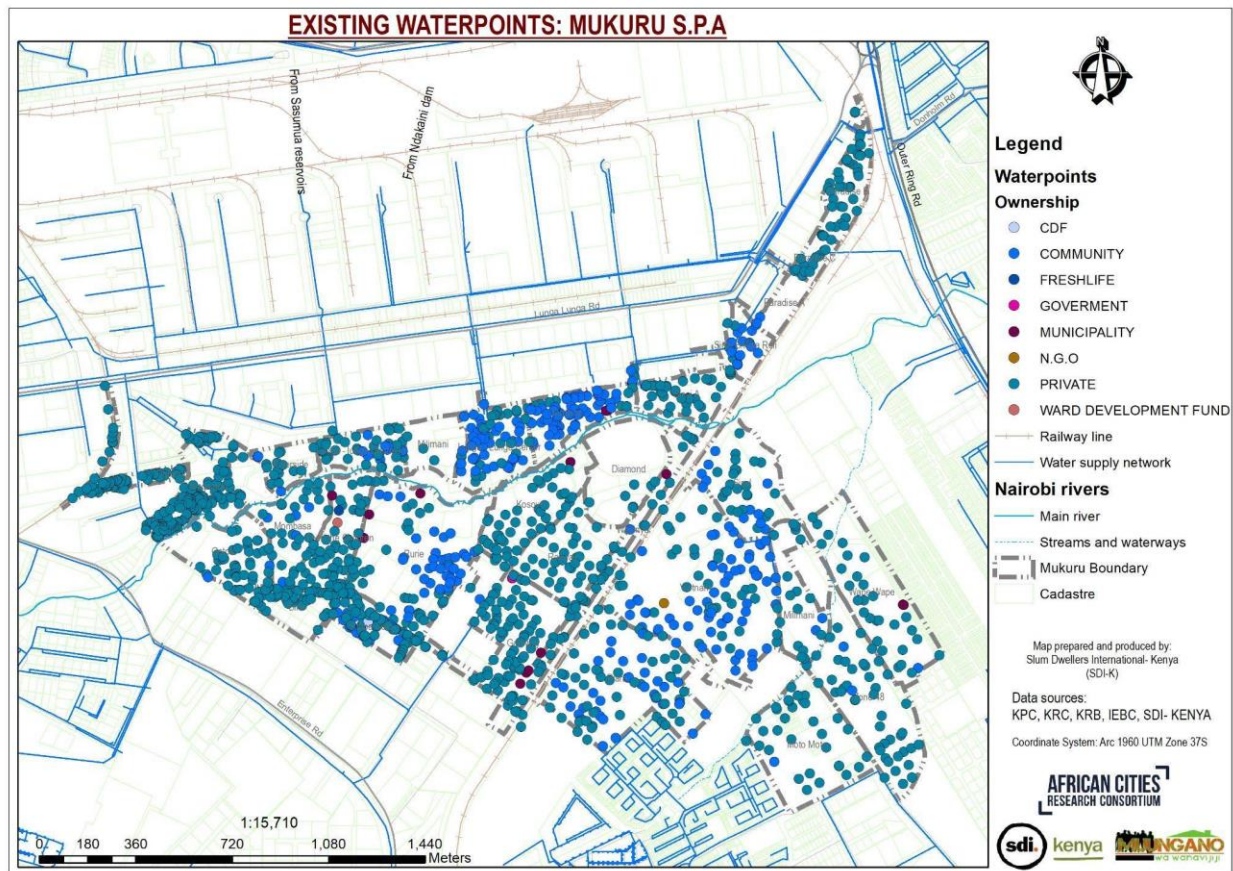 EXISTING WATERPOINTS: MUKURU S.P.A
From Sasumua reservoirs
From Ndakaini dam
Donholm Rd
Outer Ring Rd
Lunga Lunga Rd
Paradise A
Milimani
Diamond
Mombasa
Milimani
Wape Wape
Moto Moto
Enterprise Rd
1:15,710
0 180 360 720 1,080 1,440
Meters
N
Legend
Waterpoints
Ownership
CDF
COMMUNITY
FRESHLIFE
GOVERMENT
MUNICIPALITY
N.G.O
PRIVATE
WARD DEVELOPMENT FUND
Railway line
Water supply network
Nairobi rivers
Main river
Streams and waterways
Mukuru Boundary
Cadastre
Map prepared and produced by:
Slum Dwellers International- Kenya
(SDI-K)
Data sources:
KPC, KRC, KRB, IEBC, SDI- KENYA
Coordinate System: Arc 1960 UTM Zone 37S
AFRICAN CITIES
RESEARCH CONSORTIUM
sdi. kenya
MUUNGANO
wa wanavijiji